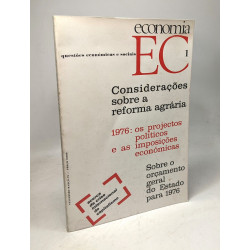 economia
questões económicas e sociais
EC
1
Considerações
sobre a
reforma agrária
1976: os projectos
políticos
e as imposições
económicas
Sobre o
orçamento
geral
do Estado
para 1976